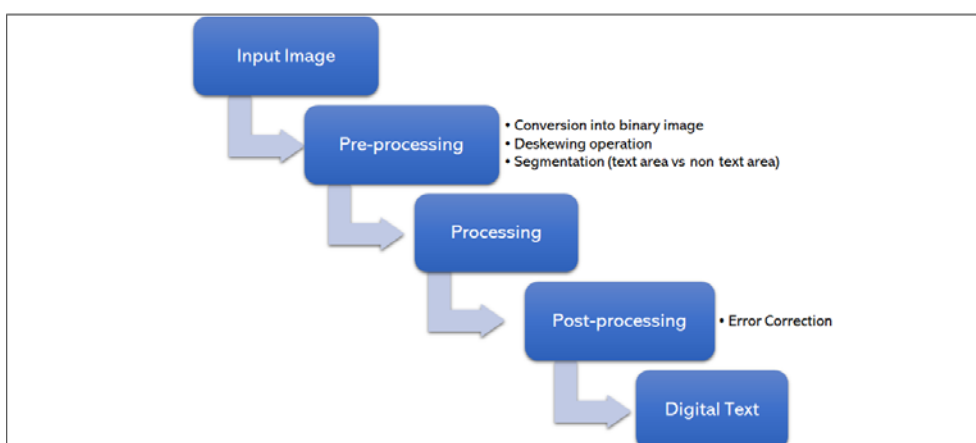 Input Image
Pre-processing
• Conversion into binary image
• Deskewing operation
• Segmentation (text area vs non text area)
Processing
Post-processing
• Error Correction
Digital Text